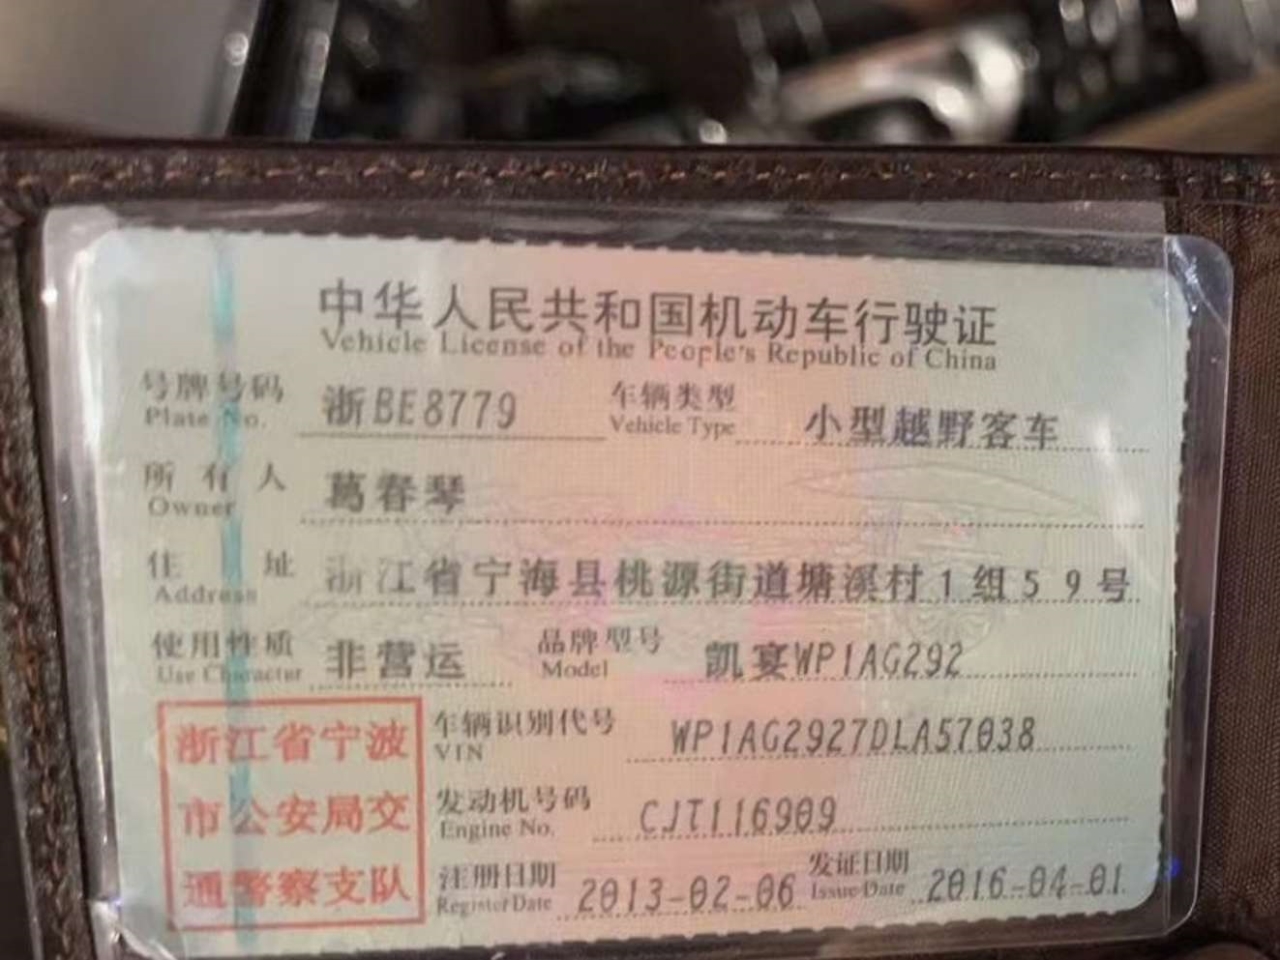 中华人民共和国机动车行驶证
Vehicle License of the People's Republic of China
号牌号码 浙BE8779 车辆类型 小型越野客车
Plate No. Vehicle Type
所有人 葛春琴
Owner
住址 浙江省宁海县桃源街道塘溪村1组59号
Address
使用性质 非营运 品牌型号 凯宴WP1AG292
Use Character Model
浙江省宁波 车辆识别代号 WP1AG2927DLA57038
VIN
市公安局交 发动机号码 CJT116909
Engine No.
通警察支队 注册日期 2013-02-06 发证日期 2016-04-01
Register Date Issue Date